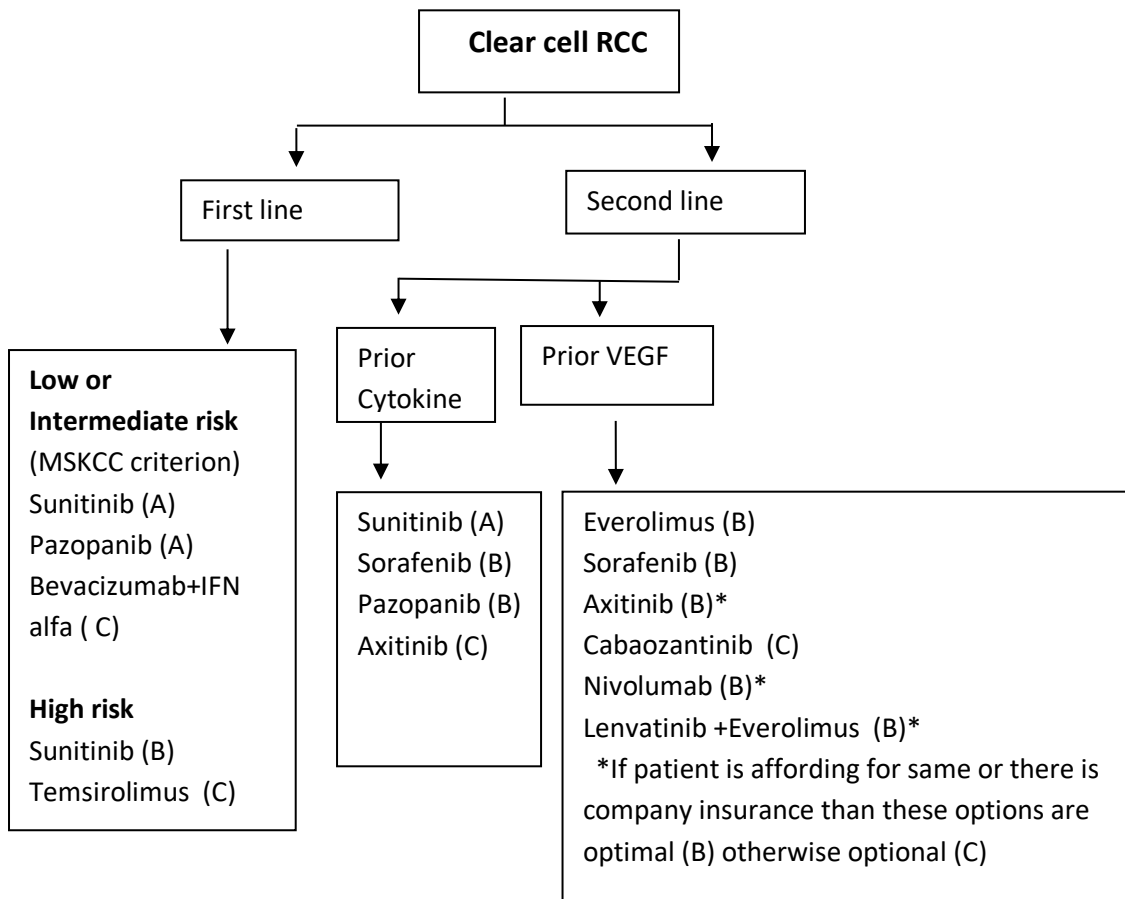 Clear cell RCC
First line
Second line
Prior
Cytokine
Prior VEGF
Low or
Intermediate risk
(MSKCC criterion)
Sunitinib (A)
Pazopanib (A)
Bevacizumab+IFN
alfa ( C)
High risk
Sunitinib (B)
Temsirolimus (C)
Sunitinib (A)
Sorafenib (B)
Pazopanib (B)
Axitinib (C)
Everolimus (B)
Sorafenib (B)
Axitinib (B)*
Cabaozantinib (C)
Nivolumab (B)*
Lenvatinib +Everolimus (B)*
*If patient is affording for same or there is
company insurance than these options are
optimal (B) otherwise optional (C)